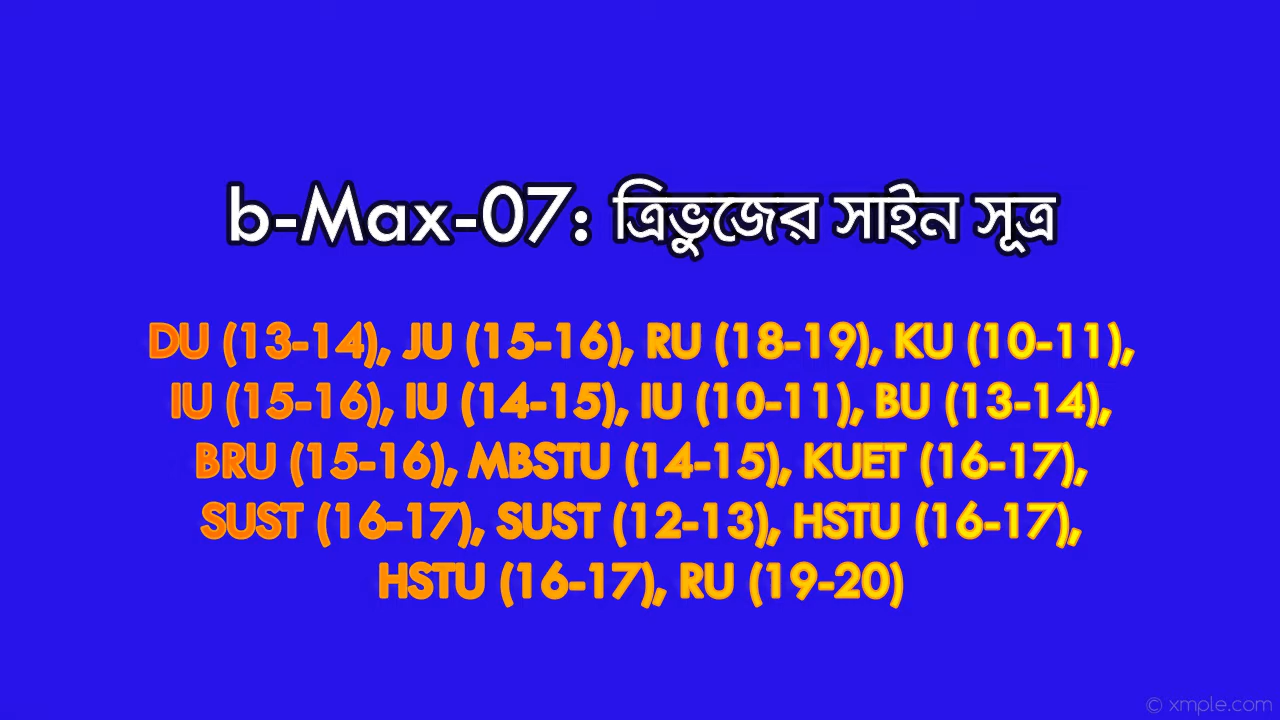 b-Max-07: ত্রিভুজের সাইন সূত্র
DU (13-14), JU (15-16), RU (18-19), KU (10-11),
IU (15-16), IU (14-15), IU (10-11), BU (13-14),
BRU (15-16), MBSTU (14-15), KUET (16-17),
SUST (16-17), SUST (12-13), HSTU (16-17),
HSTU (16-17), RU (19-20)
© xmple.com